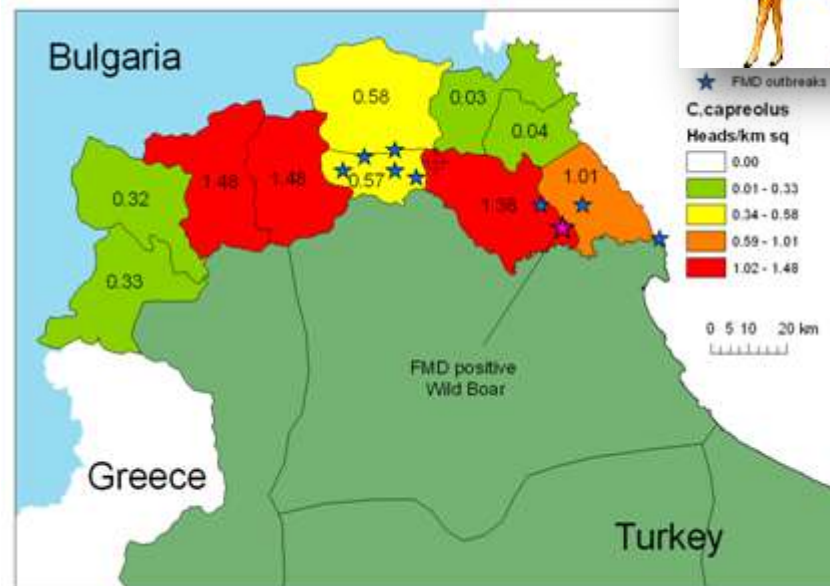 Bulgaria
FMD outbreaks
C.capreolus
Heads/km sq
0.00
0.01 - 0.33
0.34 - 0.58
0.59 - 1.01
1.02 - 1.48
0 5 10 20 km
0.58
0.03
0.04
0.57
1.01
1.48
1.48
0.32
0.33
FMD positive
Wild Boar
Greece
Turkey